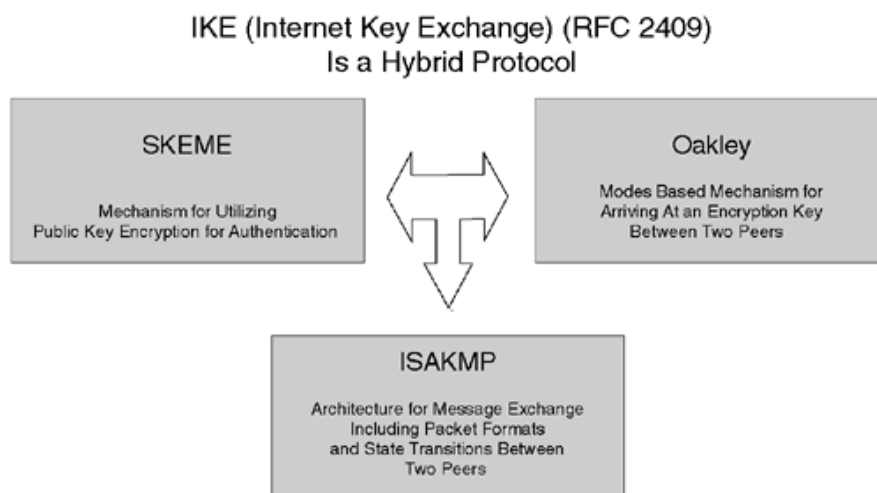 IKE (Internet Key Exchange) (RFC 2409)
Is a Hybrid Protocol
SKEME
Mechanism for Utilizing
Public Key Encryption for Authentication
Oakley
Modes Based Mechanism for
Arriving At an Encryption Key
Between Two Peers
ISAKMP
Architecture for Message Exchange
Including Packet Formats
and State Transitions Between
Two Peers